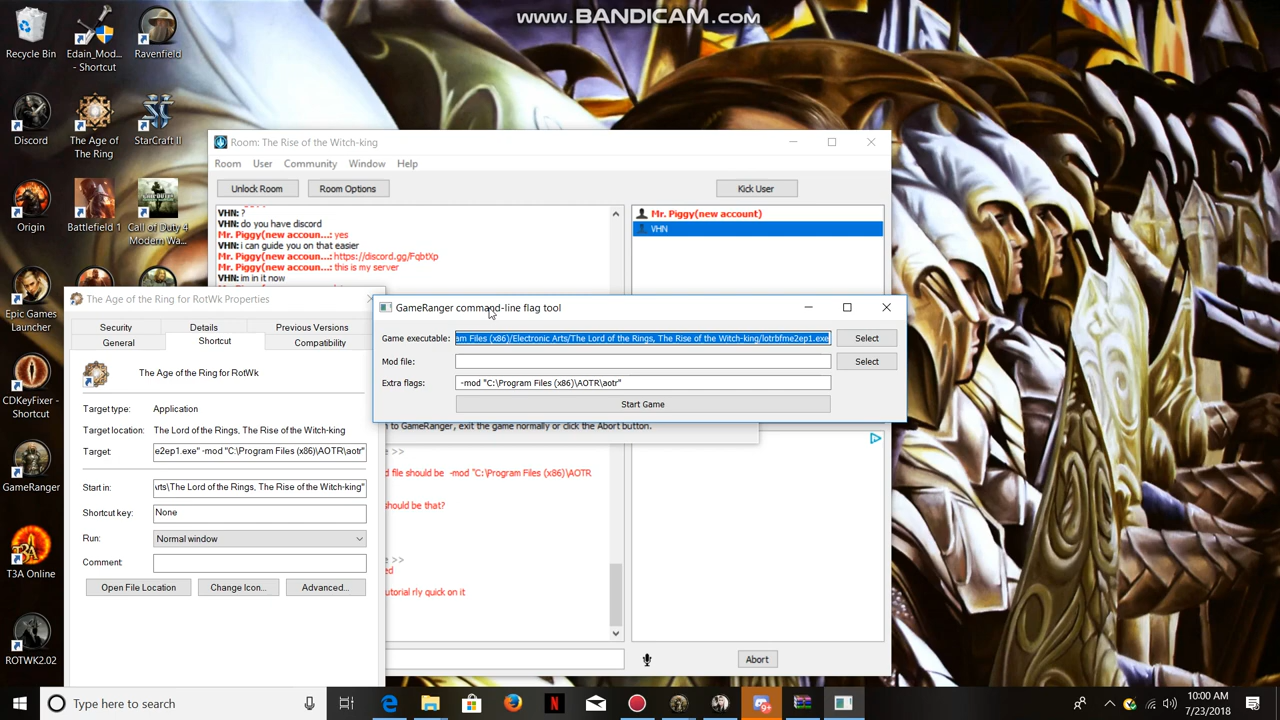 www.BANDICAM.com
Recycle Bin
Edain_Mod...
- Shortcut
Ravenfield
Discord
The Age of
The Ring
StarCraft II
Origin
Battlefield 1
Call of Duty 4
Modern Wa...
Epic Games
Launcher
CDKeyFixer -
Shortcut
GameRanger
T3A Online
ROTWK2.02
Room: The Rise of the Witch-king
Room User Community Window Help
Unlock Room Room Options Kick User
VHN: ?
VHN: do you have discord
Mr. Piggy(new accoun...: yes
VHN: i can guide you on that easier
Mr. Piggy(new accoun...: https://discord.gg/FqbtXp
Mr. Piggy(new accoun...: this is my server
VHN: im in it now
Mr. Piggy(new account)
VHN
The Age of the Ring for RotWk Properties
Security Details Previous Versions
General Shortcut Compatibility
The Age of the Ring for RotWk
Target type: Application
Target location: The Lord of the Rings, The Rise of the Witch-king
Target: e2ep1.exe" -mod "C:\Program Files (x86)\AOTR\aotr"
Start in: \rts\The Lord of the Rings, The Rise of the Witch-king"
Shortcut key: None
Run: Normal window
Comment:
Open File Location Change Icon... Advanced...
GameRanger command-line flag tool
Game executable: am Files (x86)/Electronic Arts/The Lord of the Rings, The Rise of the Witch-king/lotrbfme2ep1.exe Select
Mod file: Select
Extra flags: -mod "C:\Program Files (x86)\AOTR\aotr"
Start Game
n to GameRanger, exit the game normally or click the Abort button.
e >>
d file should be -mod "C:\Program Files (x86)\AOTR
should be that?
e >>
ed
utorial rly quick on it
Abort
Type here to search
10:00 AM
7/23/2018